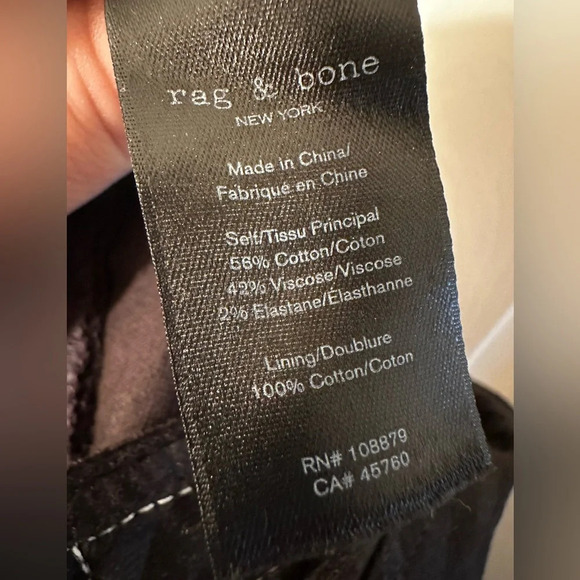 rag & bone
NEW YORK
Made in China/
Fabriqué en Chine
Self/Tissu Principal
56% Cotton/Coton
42% Viscose/Viscose
2% Elastane/Élasthanne
Lining/Doublure
100% Cotton/Coton
RN# 108879
CA# 45760